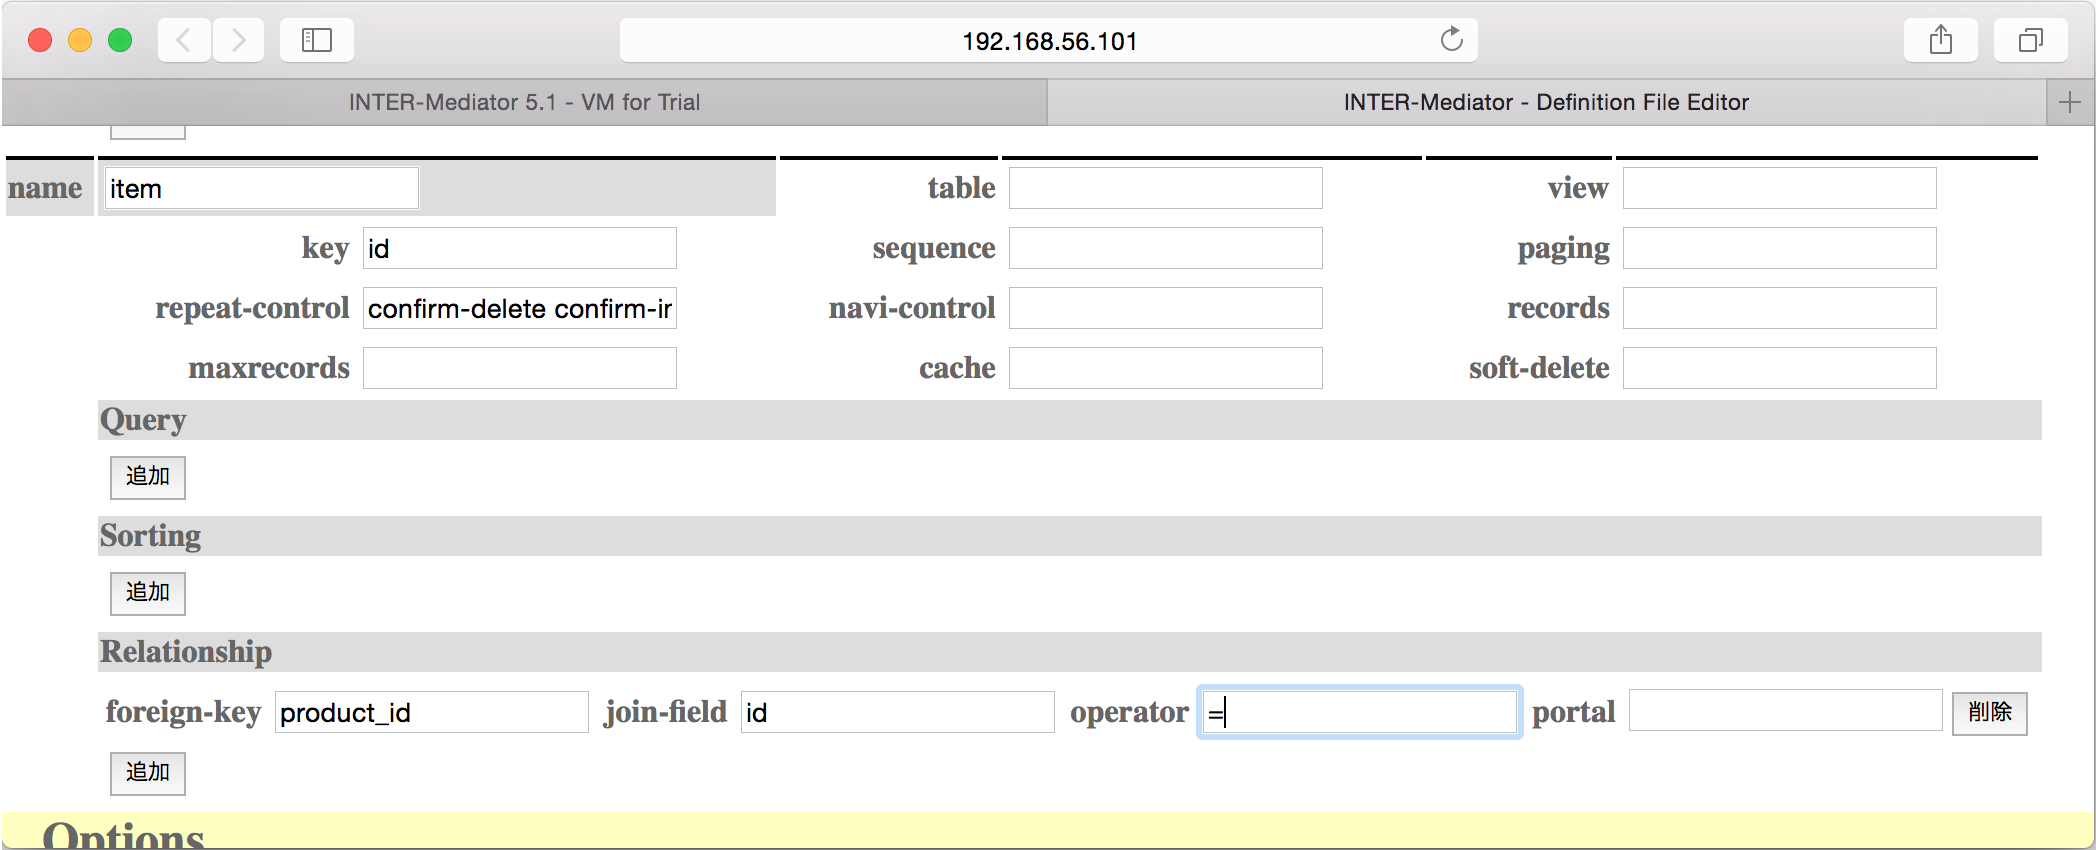 192.168.56.101
INTER-Mediator 5.1 - VM for Trial
INTER-Mediator - Definition File Editor
name item table view
key id sequence paging
repeat-control confirm-delete confirm-in navi-control records
maxrecords cache soft-delete
Query
追加
Sorting
追加
Relationship
foreign-key product_id join-field id operator = portal 削除
追加
Options